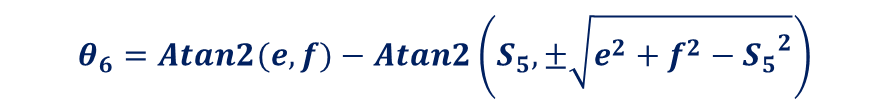 θ₆ = Atan2(e, f) − Atan2(S₅, ±√(e² + f² − S₅²))